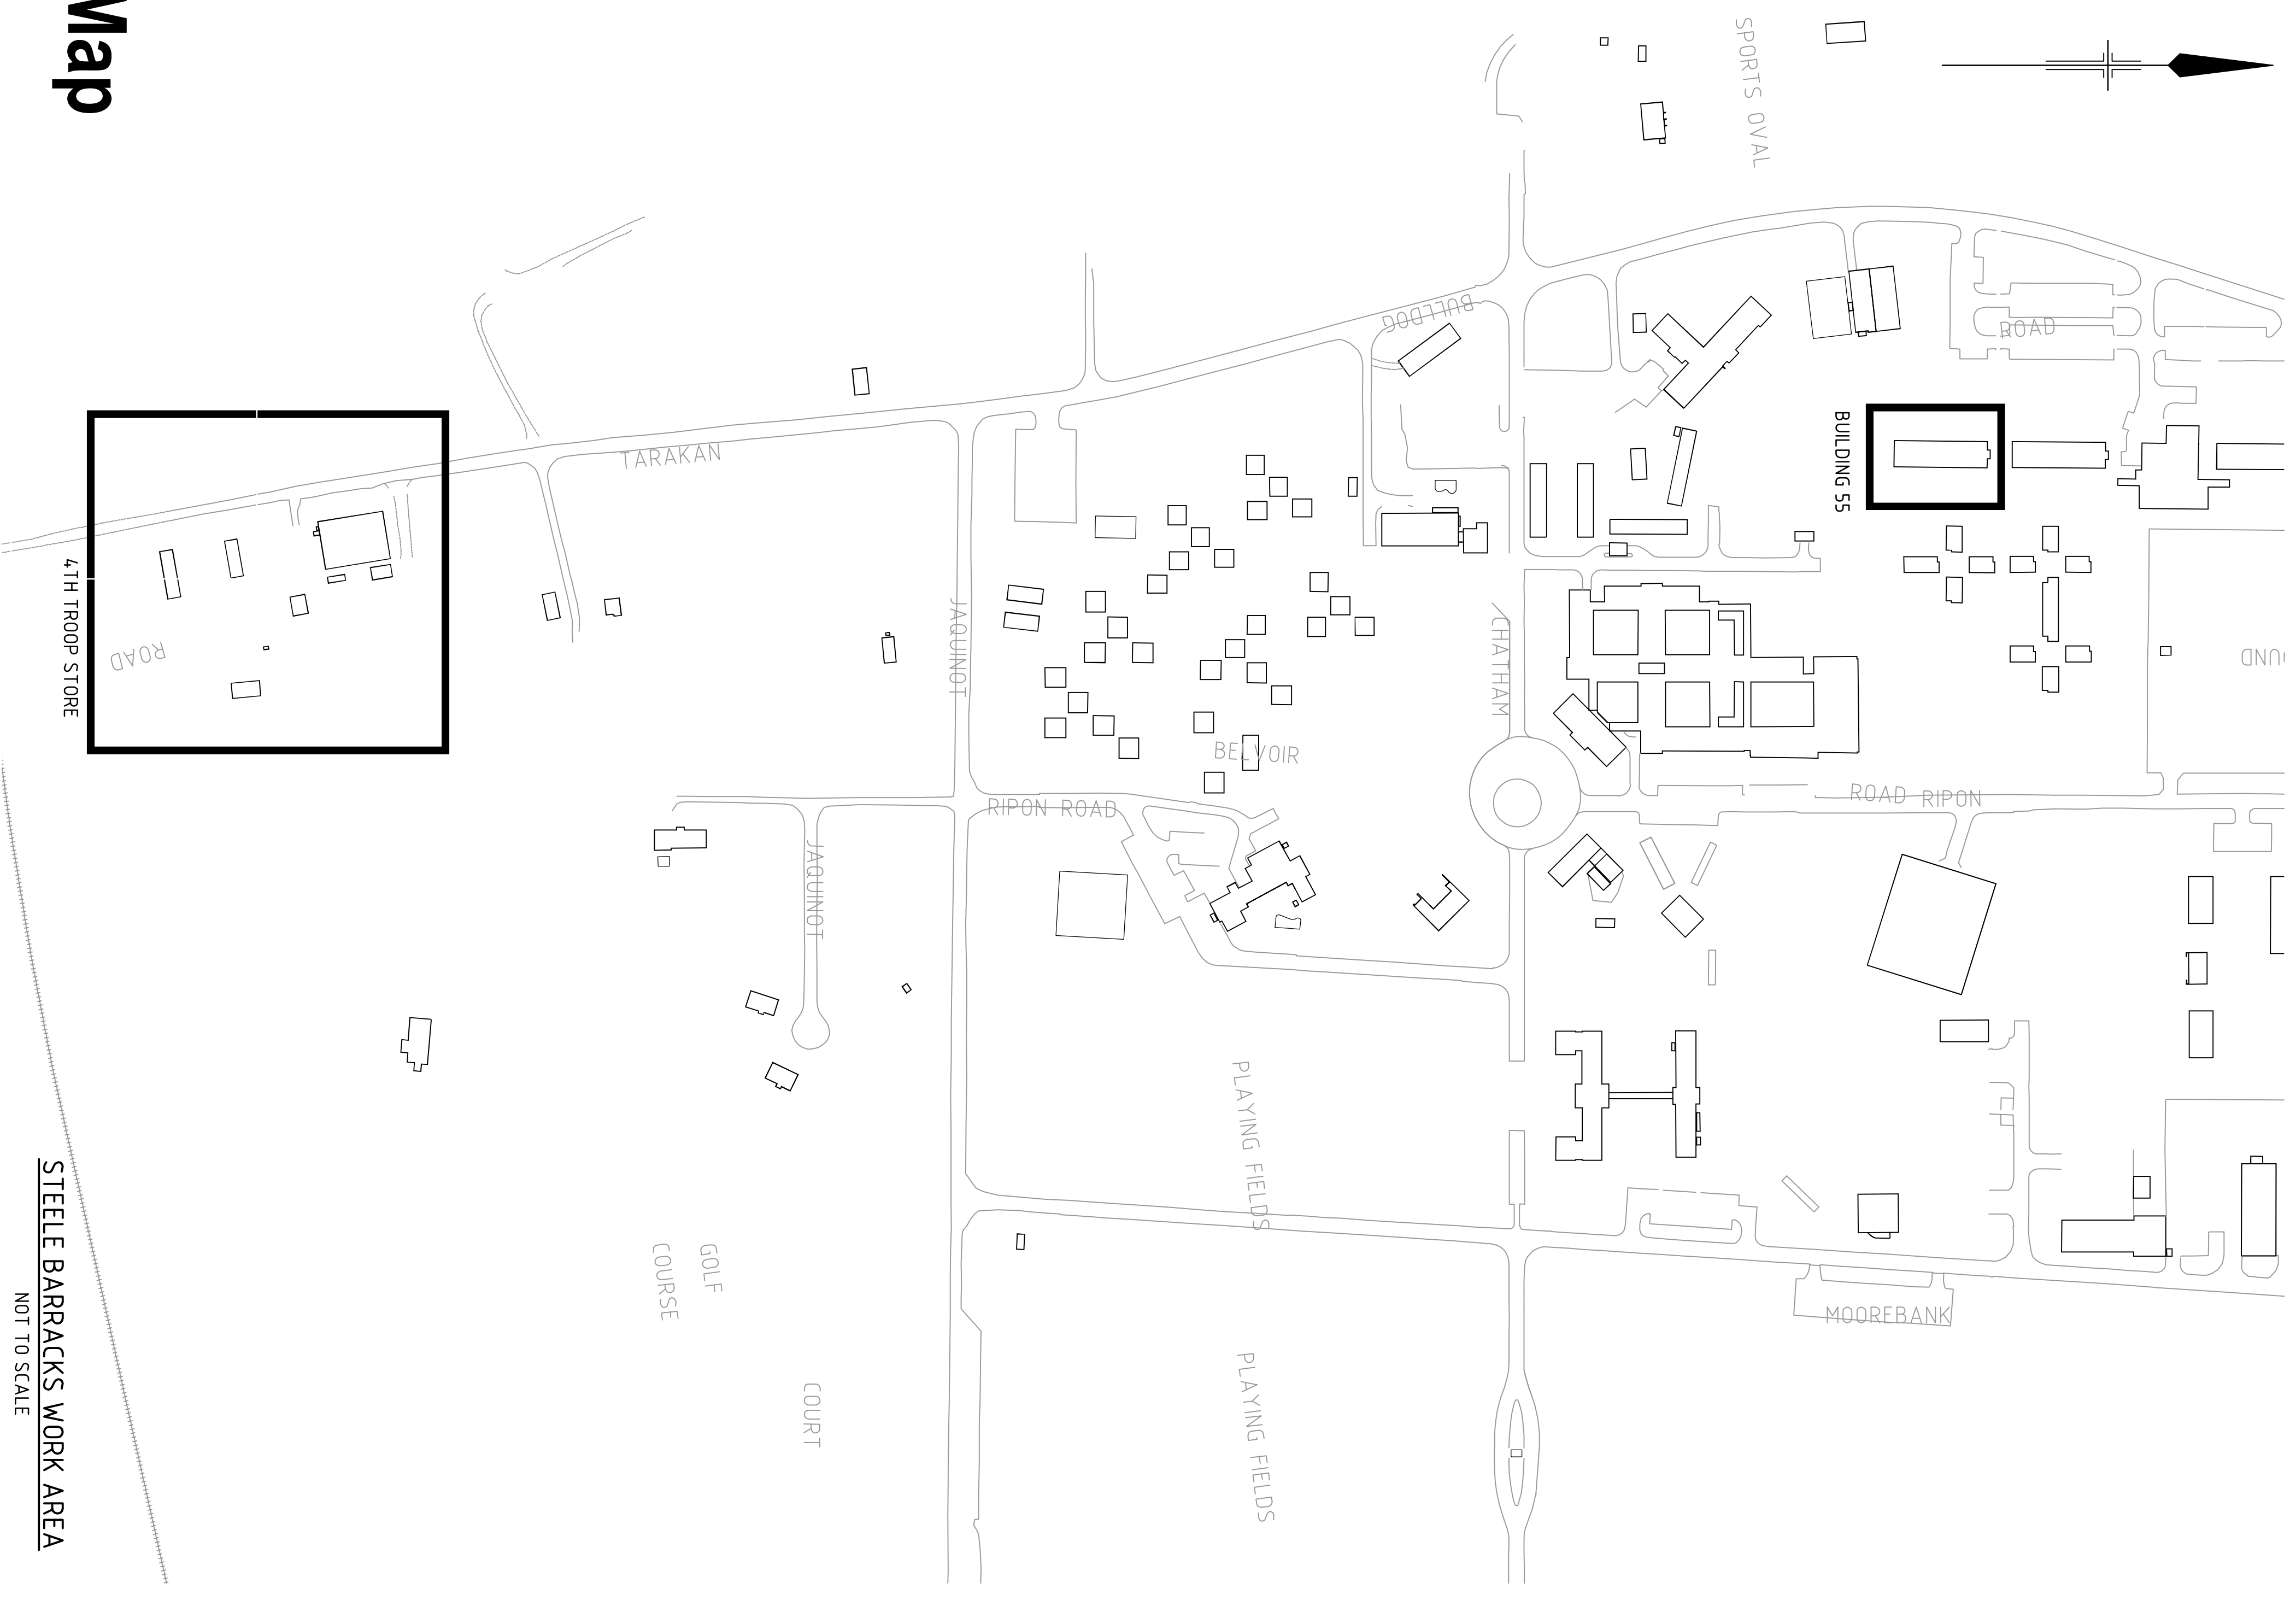 Map
SPORTS OVAL
BULLDOG
ROAD
BUILDING 55
TARAKAN
4TH TROOP STORE
ROAD
JAQUINOT
CHATHAM
BELVOIR
RIPON ROAD
ROAD RIPON
JAQUINOT
PLAYING FIELDS
GOLF
COURSE
MOOREBANK
PLAYING FIELDS
COURT
STEELE BARRACKS WORK AREA
NOT TO SCALE